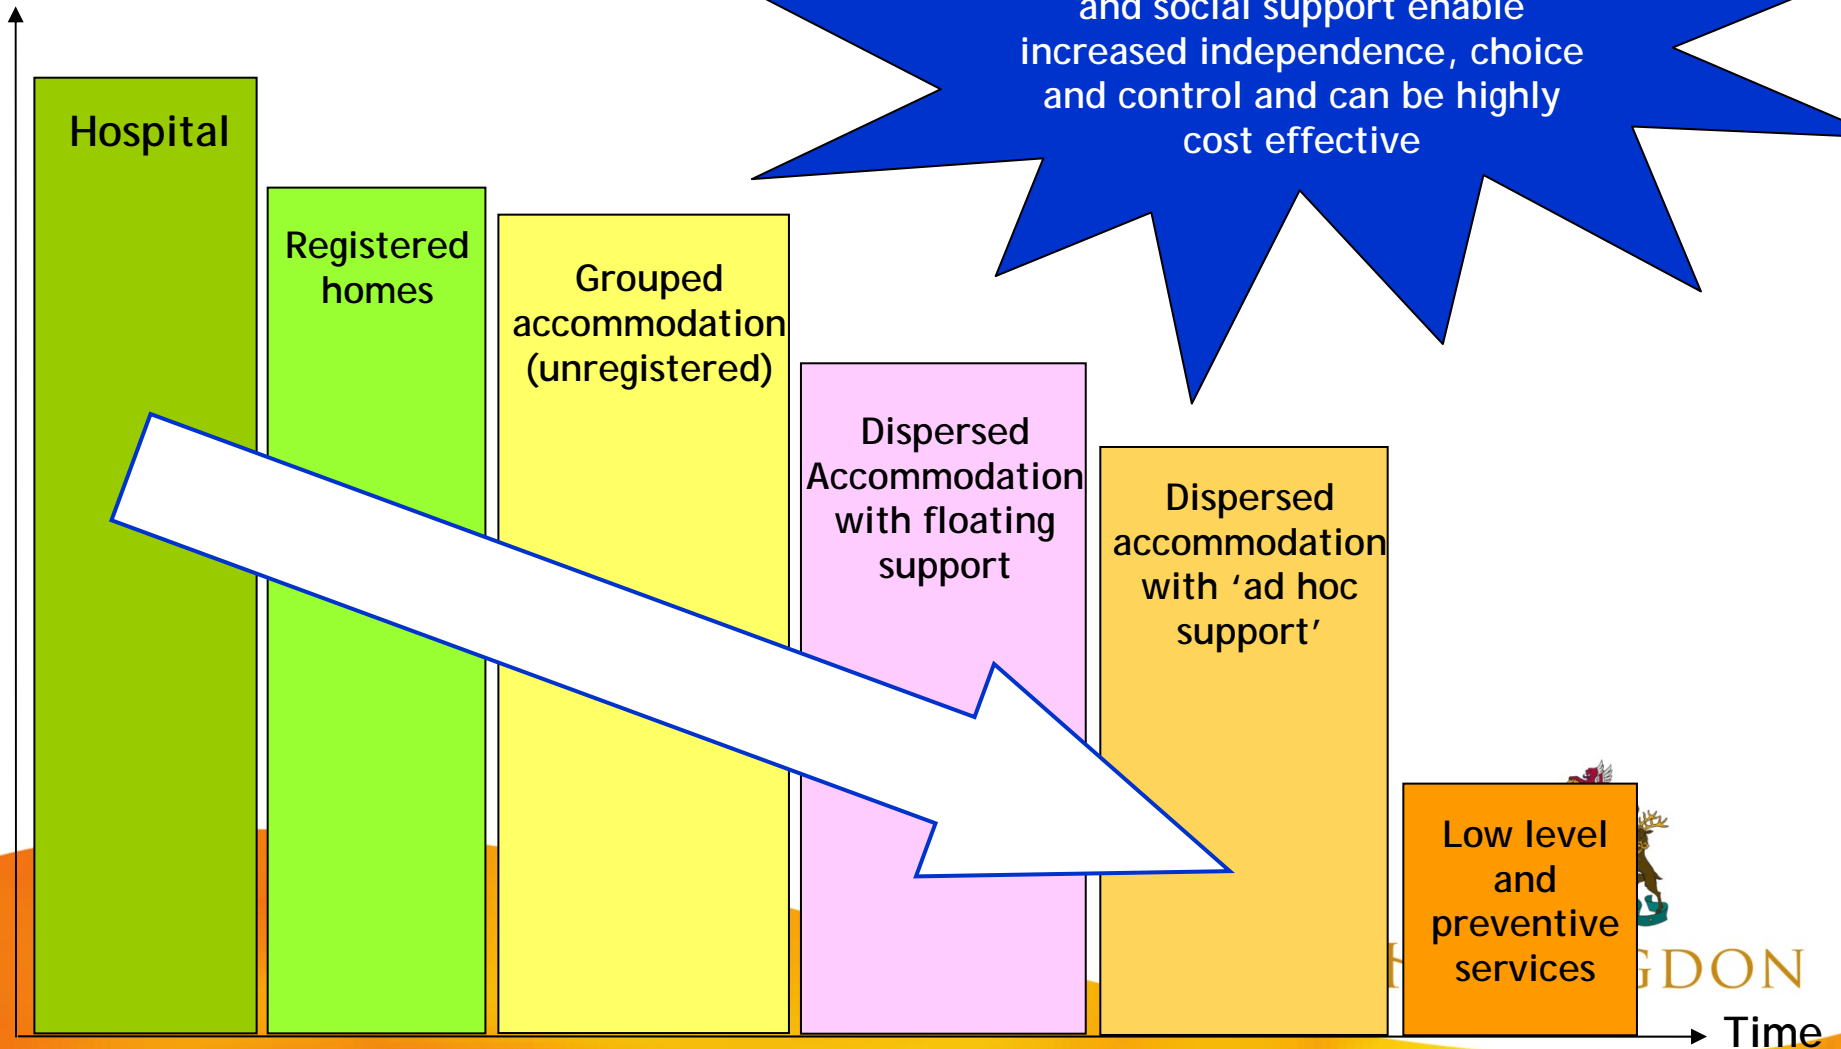 and social support enable
increased independence, choice
and control and can be highly
cost effective
Hospital
Registered
homes
Grouped
accommodation
(unregistered)
Dispersed
Accommodation
with floating
support
Dispersed
accommodation
with ‘ad hoc
support’
Low level
and
preventive
services
GDON
Time